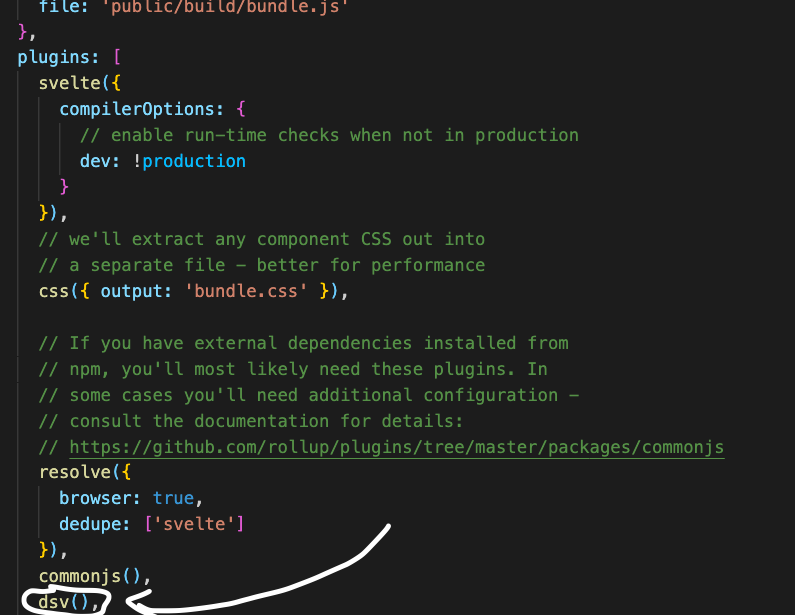 file: 'public/build/bundle.js'
},
plugins: [
svelte({
compilerOptions: {
// enable run-time checks when not in production
dev: !production
}
}),
// we'll extract any component CSS out into
// a separate file - better for performance
css({ output: 'bundle.css' }),
// If you have external dependencies installed from
// npm, you'll most likely need these plugins. In
// some cases you'll need additional configuration -
// consult the documentation for details:
// https://github.com/rollup/plugins/tree/master/packages/commonjs
resolve({
browser: true,
dedupe: ['svelte']
}),
commonjs(),
dsv(),